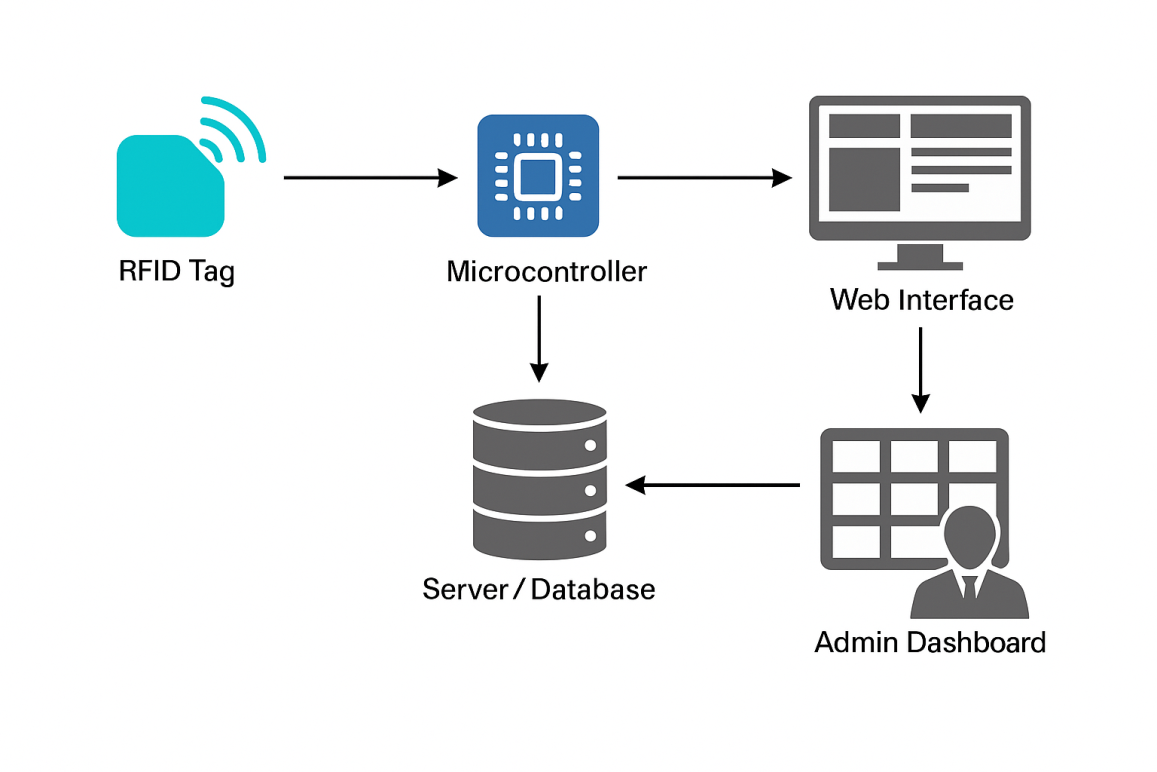 RFID Tag
Microcontroller
Web Interface
Server / Database
Admin Dashboard